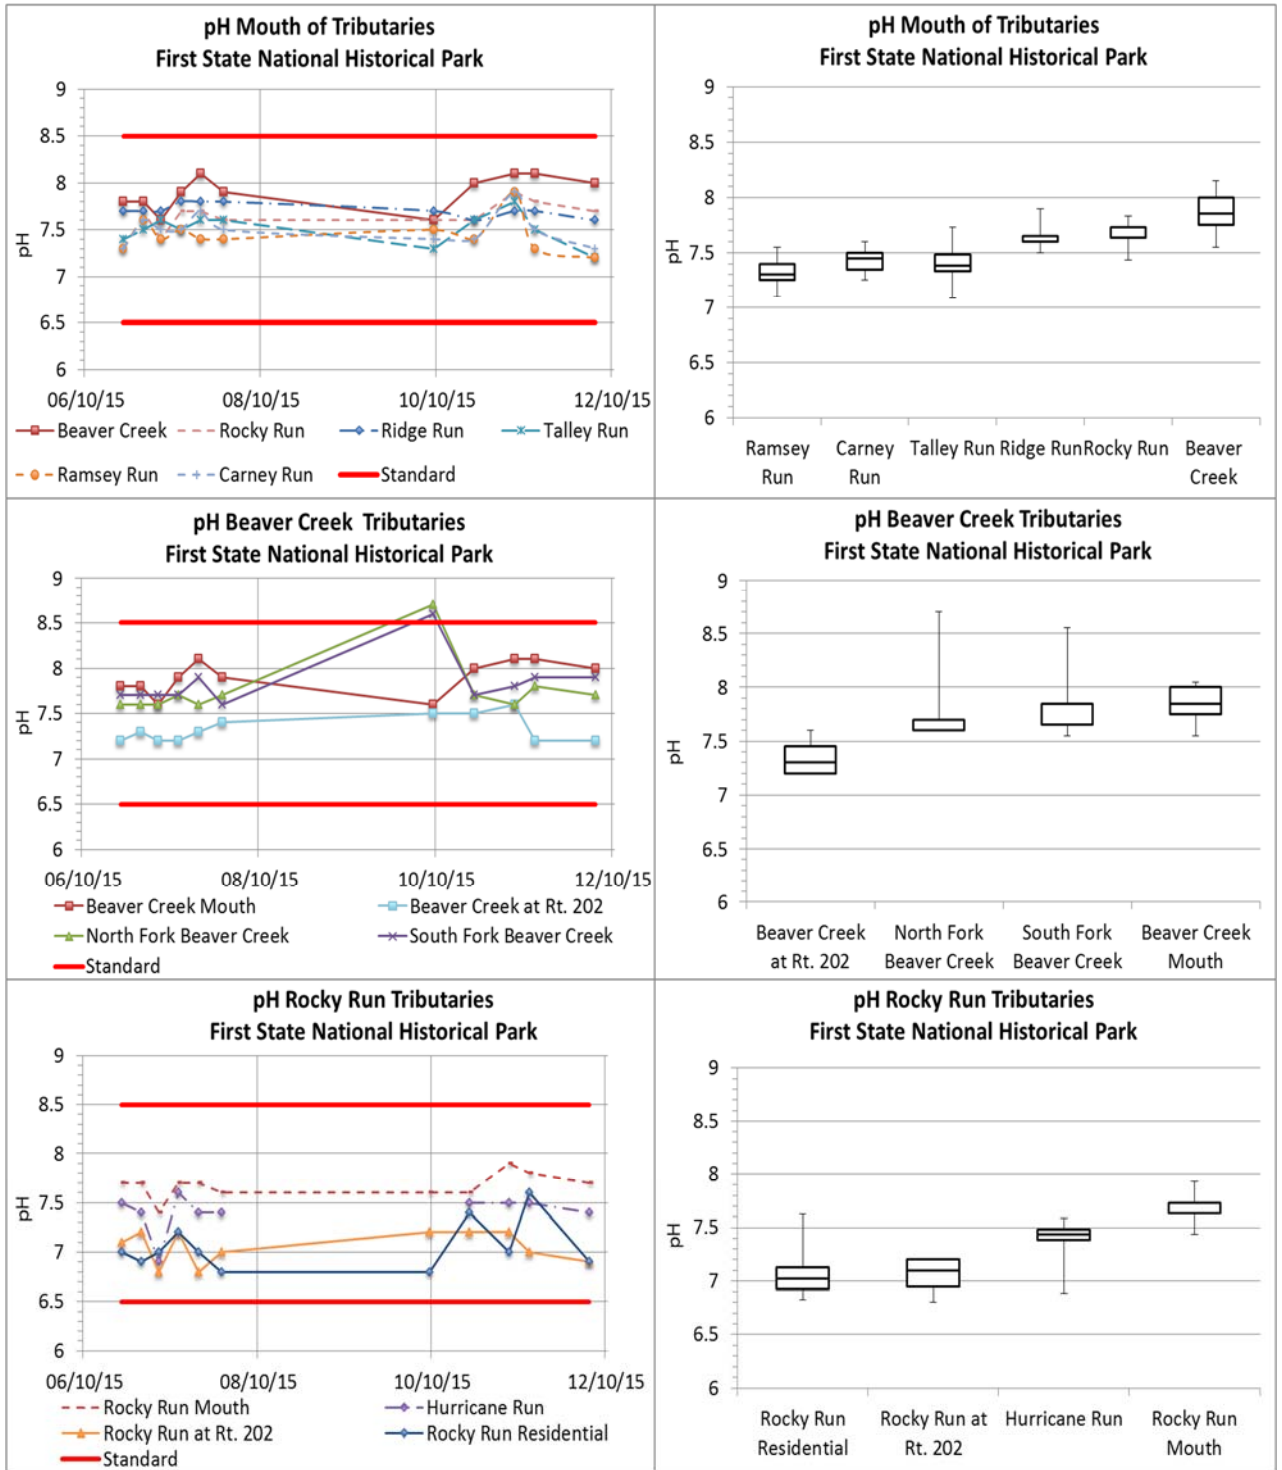 pH Mouth of Tributaries
First State National Historical Park
9
8.5
8
7.5
7
6.5
6
pH
06/10/15 08/10/15 10/10/15 12/10/15
Beaver Creek Rocky Run Ridge Run Talley Run
Ramsey Run Carney Run Standard
pH Mouth of Tributaries
First State National Historical Park
9
8.5
8
7.5
7
6.5
6
pH
Ramsey Carney Talley Run Ridge Run Rocky Run Beaver
Run Run Creek
pH Beaver Creek Tributaries
First State National Historical Park
9
8.5
8
7.5
7
6.5
6
pH
06/10/15 08/10/15 10/10/15 12/10/15
Beaver Creek Mouth Beaver Creek at Rt. 202
North Fork Beaver Creek South Fork Beaver Creek
Standard
pH Beaver Creek Tributaries
First State National Historical Park
9
8.5
8
7.5
7
6.5
6
pH
Beaver Creek North Fork South Fork Beaver Creek
at Rt. 202 Beaver Creek Beaver Creek Mouth
pH Rocky Run Tributaries
First State National Historical Park
9
8.5
8
7.5
7
6.5
6
pH
06/10/15 08/10/15 10/10/15 12/10/15
Rocky Run Mouth Hurricane Run
Rocky Run at Rt. 202 Rocky Run Residential
Standard
pH Rocky Run Tributaries
First State National Historical Park
9
8.5
8
7.5
7
6.5
6
pH
Rocky Run Rocky Run at Hurricane Run Rocky Run
Residential Rt. 202 Mouth